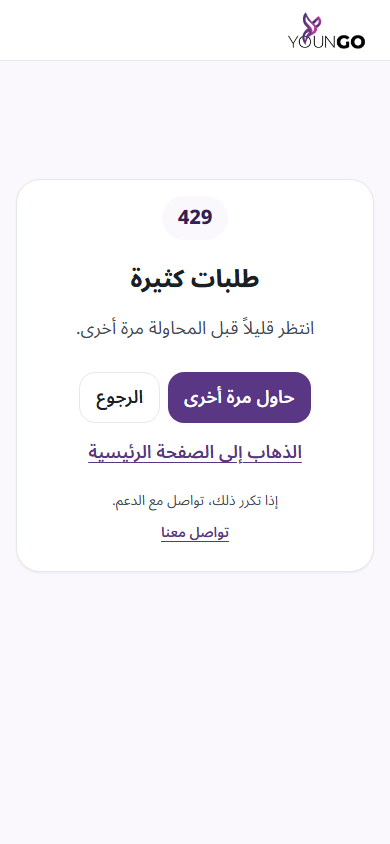 YOUNGO
429
طلبات كثيرة
انتظر قليلاً قبل المحاولة مرة أخرى.
حاول مرة أخرى
الرجوع
الذهاب إلى الصفحة الرئيسية
إذا تكرر ذلك، تواصل مع الدعم.
تواصل معنا